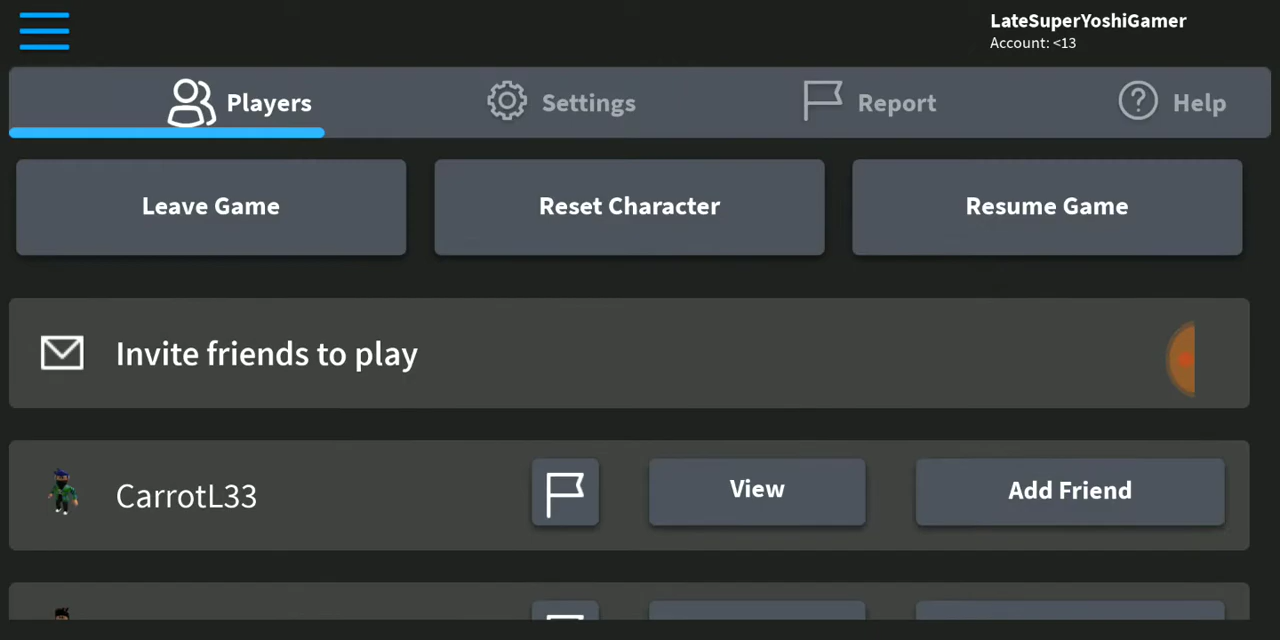 LateSuperYoshiGamer
Account: <13
Players
Settings
Report
Help
Leave Game
Reset Character
Resume Game
Invite friends to play
CarrotL33
View
Add Friend